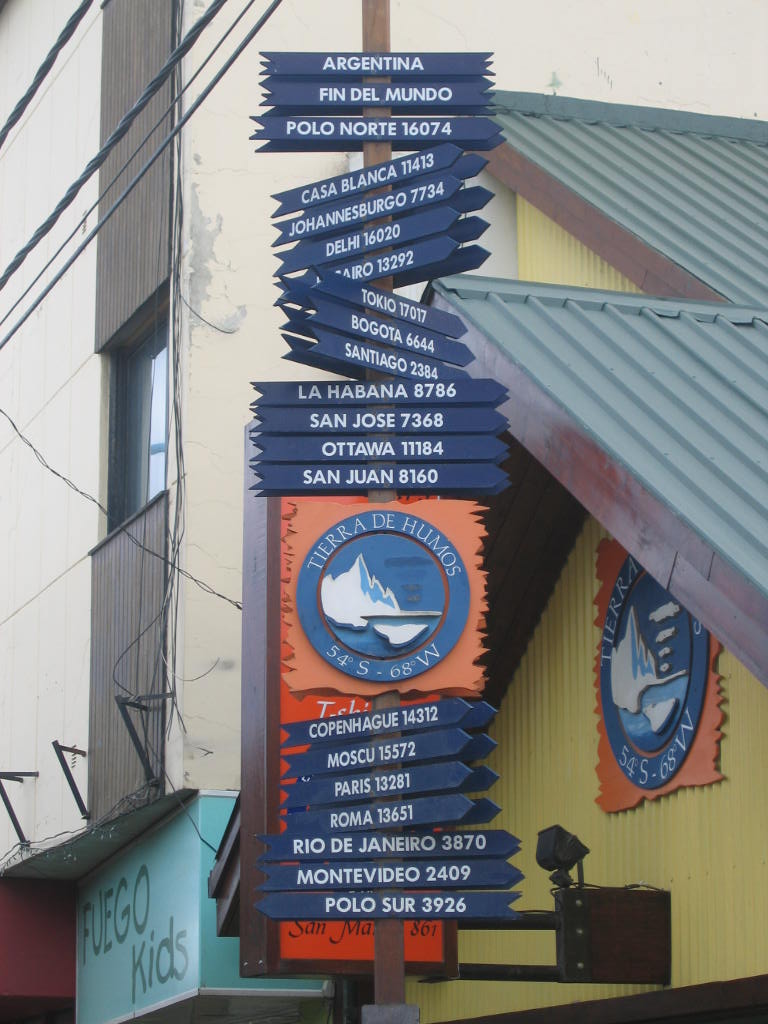 ARGENTINA
FIN DEL MUNDO
POLO NORTE 16074
CASA BLANCA 11413
JOHANNESBURGO 7734
DELHI 16020
AIRO 13292
TOKIO 17017
BOGOTA 6644
SANTIAGO 2384
LA HABANA 8786
SAN JOSE 7368
OTTAWA 11184
SAN JUAN 8160
TIERRA DE HUMOS
54° S - 68° W
TIERRA
54° S - 68° W
T-shi
COPENHAGUE 14312
MOSCU 15572
PARIS 13281
ROMA 13651
RIO DE JANEIRO 3870
MONTEVIDEO 2409
POLO SUR 3926
San Ma 861
FUEGO
Kids